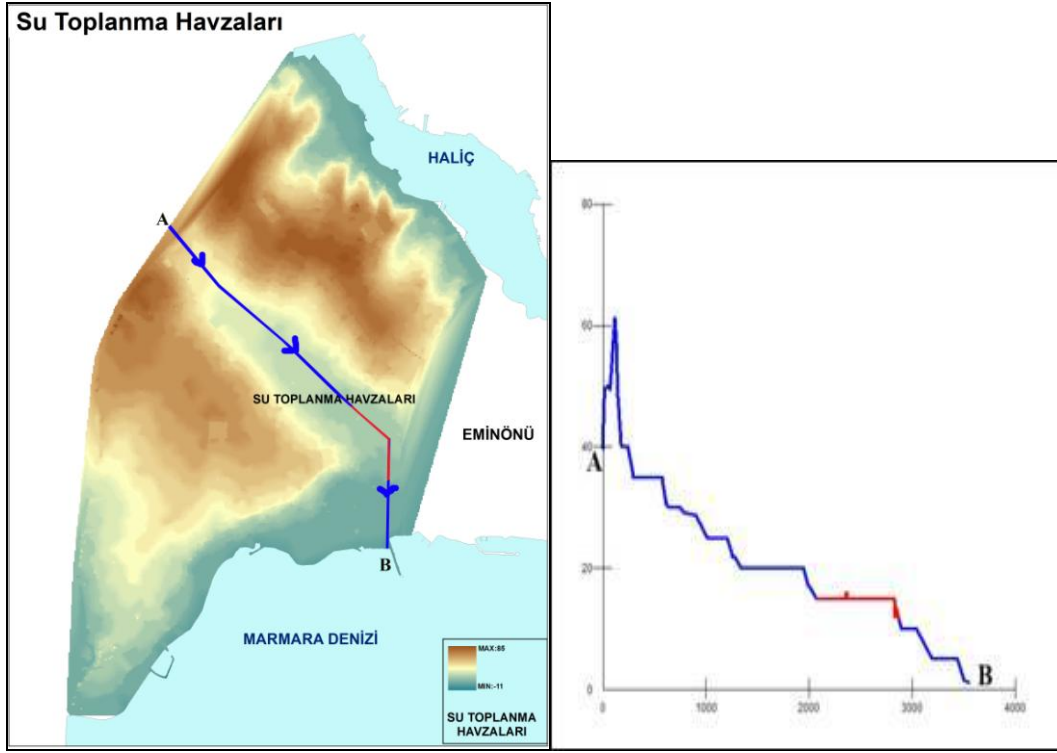 Su Toplanma Havzaları
HALİÇ
A
SU TOPLANMA HAVZALARI
EMİNÖNÜ
B
MARMARA DENİZİ
MAX:85
MIN:-11
SU TOPLANMA
HAVZALARI
80
60
40
A
20
B
0
0
1000
2000
3000
4000